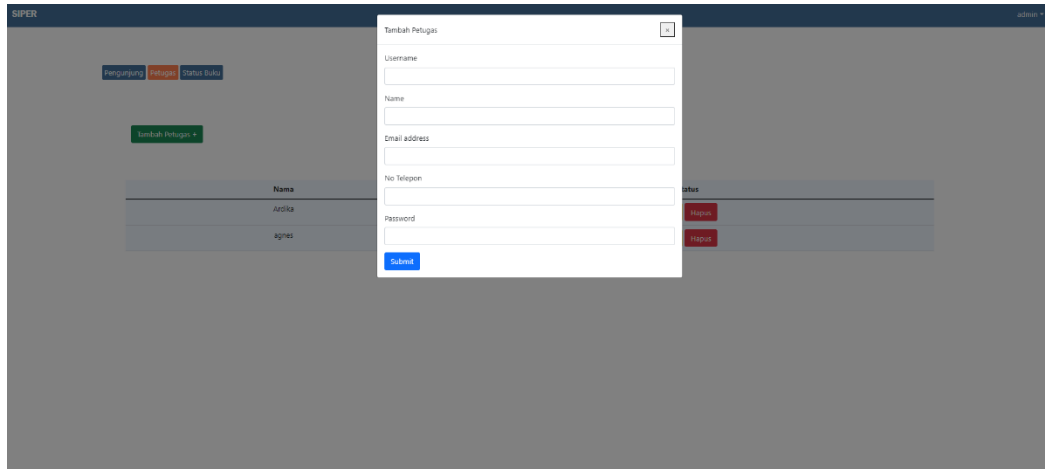 SIPER
admin
Tambah Petugas
×
Username
Pengunjung Petugas Status Buku
Name
Tambah Petugas +
Email address
No Telepon
Nama
tatus
Ardika
Hapus
Password
agnes
Hapus
Submit